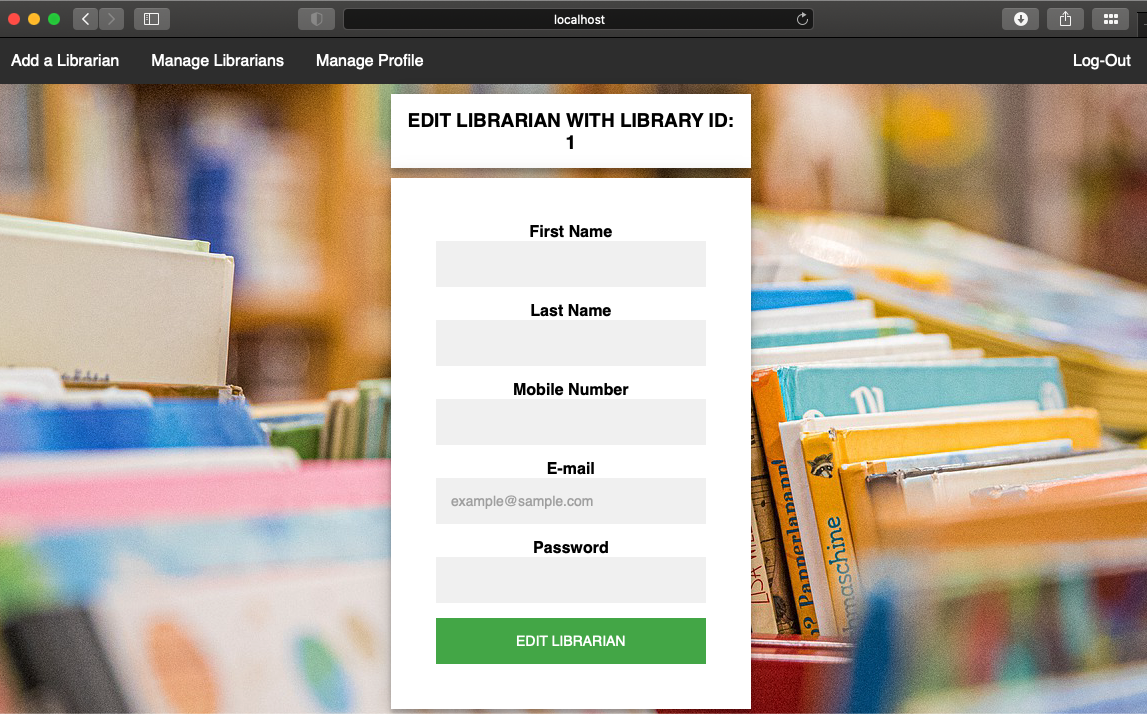 localhost
Add a Librarian Manage Librarians Manage Profile Log-Out
EDIT LIBRARIAN WITH LIBRARY ID:
1
First Name
Last Name
Mobile Number
E-mail
example@sample.com
Password
EDIT LIBRARIAN
Papperlapapp!